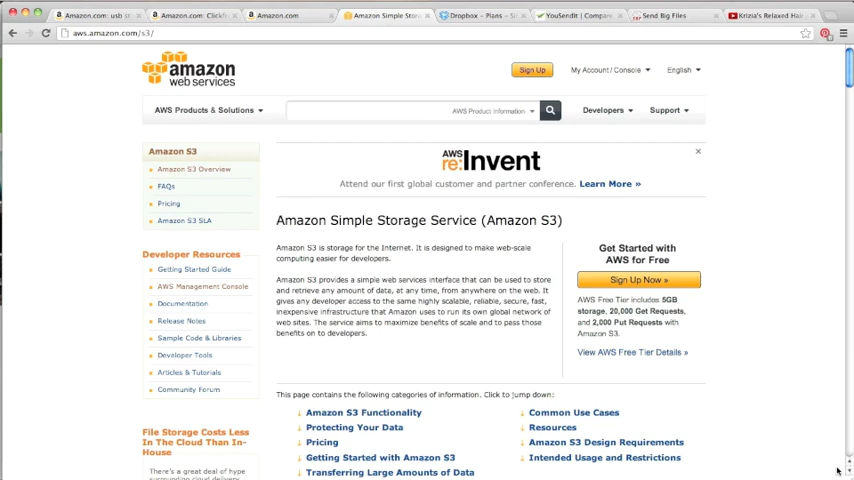 Amazon.com: usb s
Amazon.com: Clickf
Amazon.com
Amazon Simple Stora
Dropbox – Plans – Si
YouSendIt | Compare
Send Big Files
Krizia's Relaxed Hair
aws.amazon.com/s3/
amazon
web services
Sign Up
My Account / Console
English
AWS Products & Solutions
AWS Product Information
Developers
Support
Amazon S3
Amazon S3 Overview
FAQs
Pricing
Amazon S3 SLA
Developer Resources
Getting Started Guide
AWS Management Console
Documentation
Release Notes
Sample Code & Libraries
Developer Tools
Articles & Tutorials
Community Forum
File Storage Costs Less
In The Cloud Than In-
House
There's a great deal of hype
surrounding cloud delivery
AWS
re:Invent
Attend our first global customer and partner conference. Learn More »
Amazon Simple Storage Service (Amazon S3)
Amazon S3 is storage for the Internet. It is designed to make web-scale
computing easier for developers.
Amazon S3 provides a simple web services interface that can be used to store
and retrieve any amount of data, at any time, from anywhere on the web. It
gives any developer access to the same highly scalable, reliable, secure, fast,
inexpensive infrastructure that Amazon uses to run its own global network of
web sites. The service aims to maximize benefits of scale and to pass those
benefits on to developers.
Get Started with
AWS for Free
Sign Up Now »
AWS Free Tier includes 5GB
storage, 20,000 Get Requests,
and 2,000 Put Requests with
Amazon S3.
View AWS Free Tier Details »
This page contains the following categories of information. Click to jump down:
↓ Amazon S3 Functionality
↓ Protecting Your Data
↓ Pricing
↓ Getting Started with Amazon S3
↓ Transferring Large Amounts of Data
↓ Common Use Cases
↓ Resources
↓ Amazon S3 Design Requirements
↓ Intended Usage and Restrictions